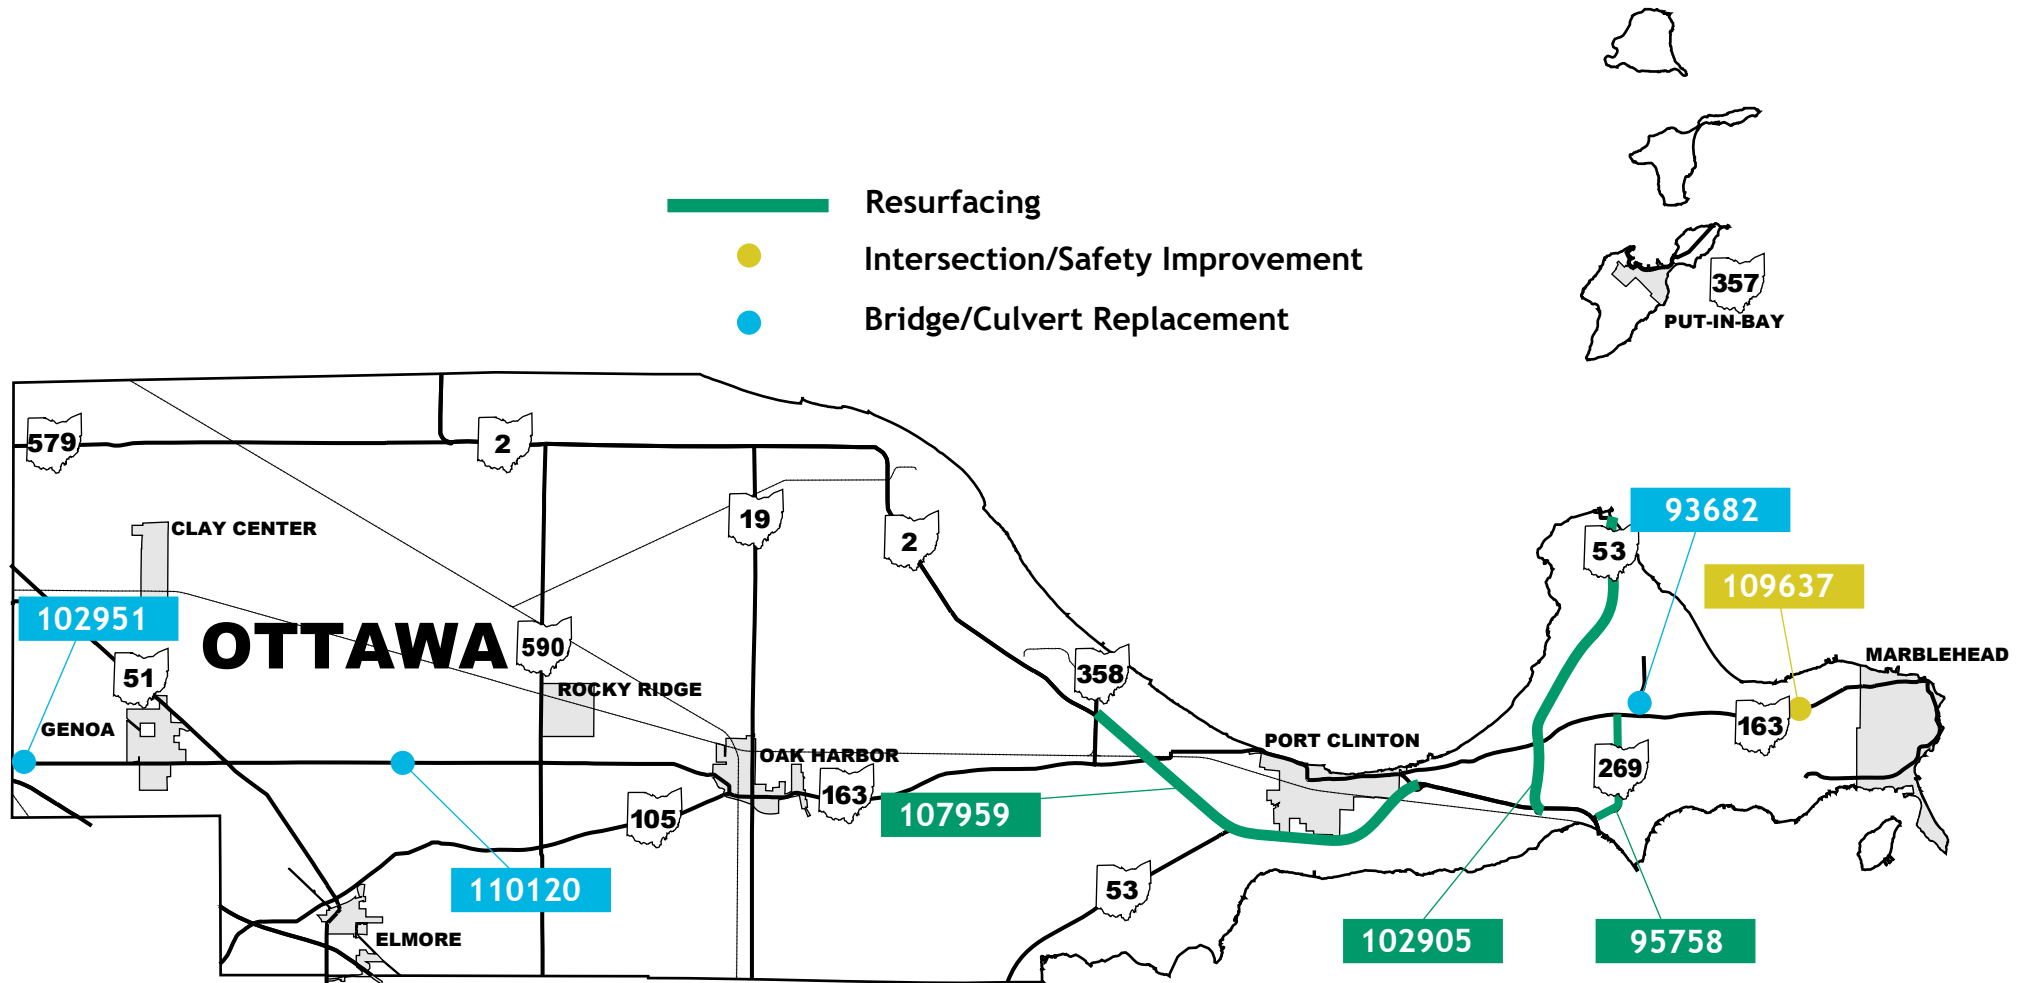 Resurfacing
Intersection/Safety Improvement
Bridge/Culvert Replacement
357
PUT-IN-BAY
579
2
19
2
CLAY CENTER
53
93682
109637
102951
OTTAWA
590
358
MARBLEHEAD
51
ROCKY RIDGE
GENOA
163
PORT CLINTON
OAK HARBOR
269
163
105
107959
110120
53
102905
95758
ELMORE